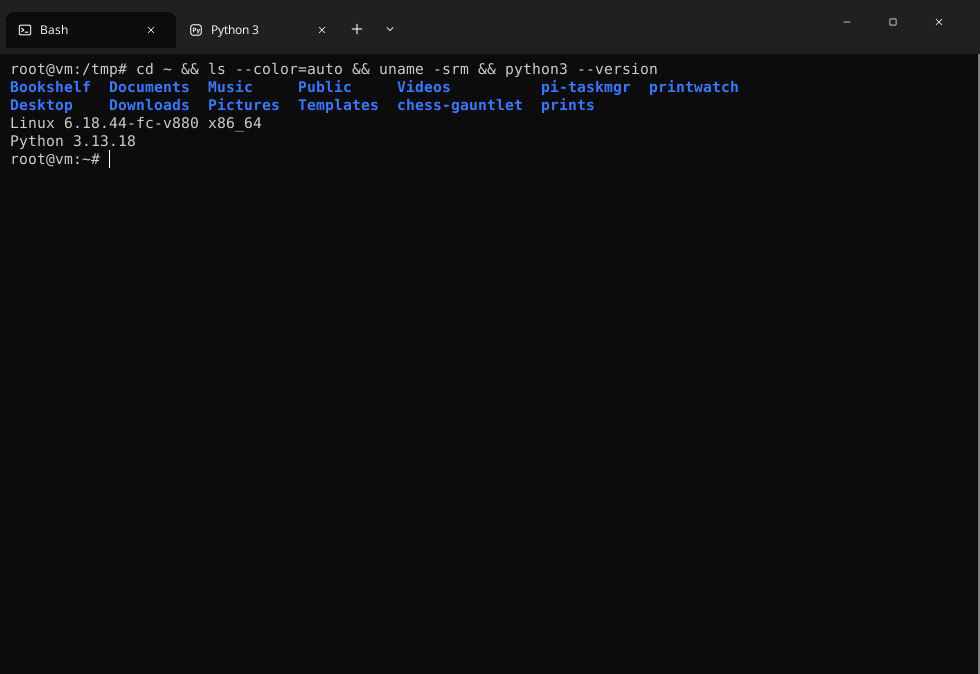 Bash Python 3
root@vm:/tmp# cd ~ && ls --color=auto && uname -srm && python3 --version
Bookshelf  Documents  Music     Public     Videos          pi-taskmgr  printwatch
Desktop    Downloads  Pictures  Templates  chess-gauntlet  prints
Linux 6.18.44-fc-v880 x86_64
Python 3.13.18
root@vm:~#